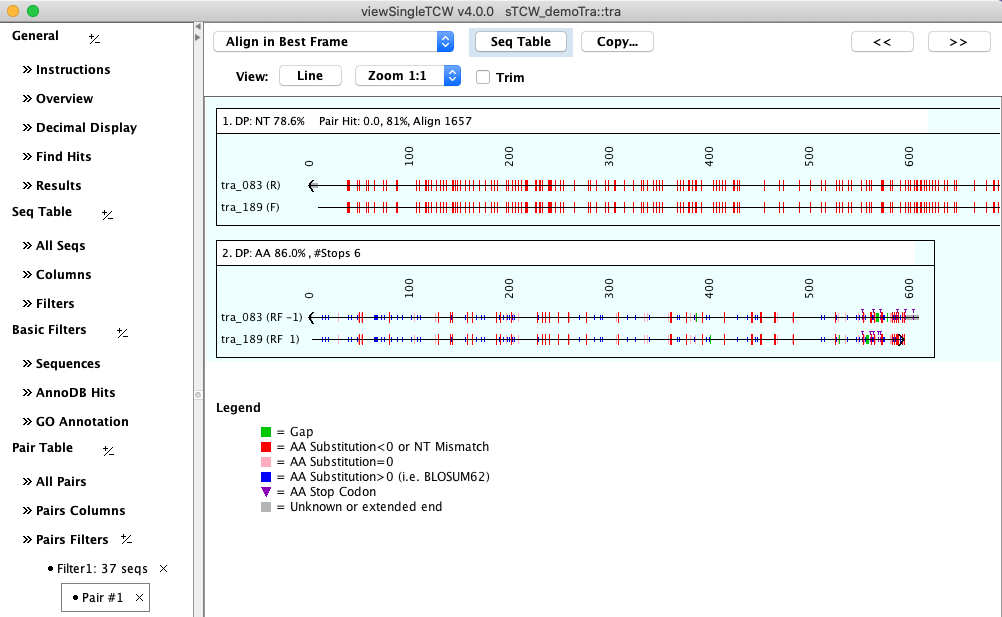 viewSingleTCW v4.0.0   sTCW_demoTra::tra
General +/-
» Instructions
» Overview
» Decimal Display
» Find Hits
» Results
Seq Table +/-
» All Seqs
» Columns
» Filters
Basic Filters +/-
» Sequences
» AnnoDB Hits
» GO Annotation
Pair Table +/-
» All Pairs
» Pairs Columns
» Pairs Filters +/-
• Filter1: 37 seqs ×
• Pair #1 ×
Align in Best Frame Seq Table Copy... << >>
View: Line Zoom 1:1 Trim
1. DP: NT 78.6%    Pair Hit: 0.0, 81%, Align 1657
0 100 200 300 400 500 600
tra_083 (R)
tra_189 (F)
2. DP: AA 86.0% , #Stops 6
0 100 200 300 400 500 600
tra_083 (RF -1)
tra_189 (RF  1)
Legend
= Gap
= AA Substitution<0 or NT Mismatch
= AA Substitution=0
= AA Substitution>0 (i.e. BLOSUM62)
= AA Stop Codon
= Unknown or extended end